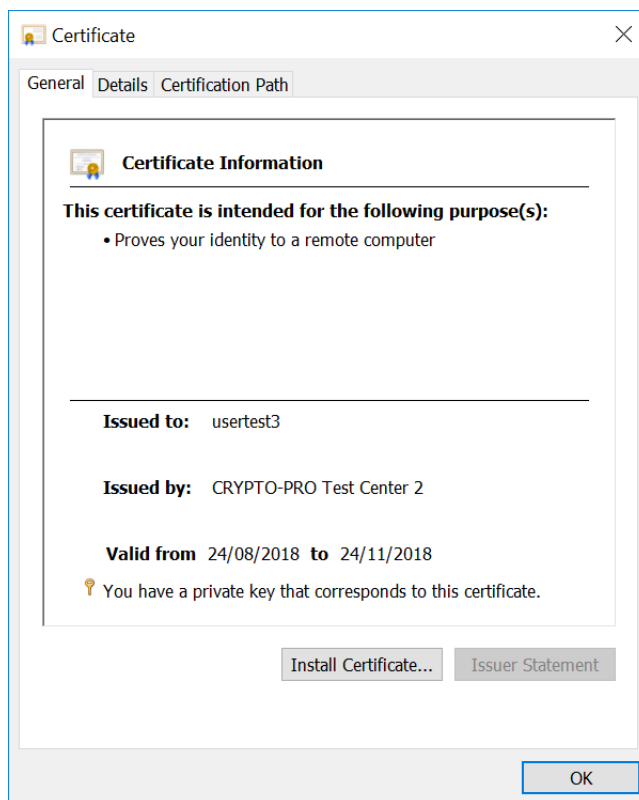 Certificate
General Details Certification Path
Certificate Information
This certificate is intended for the following purpose(s):
• Proves your identity to a remote computer
Issued to: usertest3
Issued by: CRYPTO-PRO Test Center 2
Valid from 24/08/2018 to 24/11/2018
You have a private key that corresponds to this certificate.
Install Certificate... Issuer Statement
OK